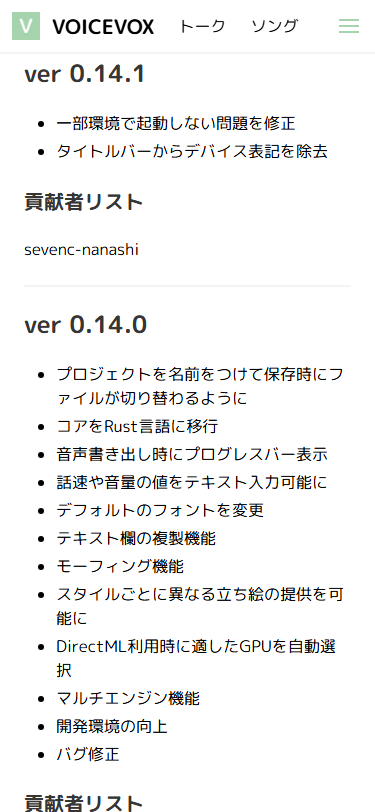 V VOICEVOX トーク ソング
ver 0.14.1
一部環境で起動しない問題を修正
タイトルバーからデバイス表記を除去
貢献者リスト
sevenc-nanashi
ver 0.14.0
プロジェクトを名前をつけて保存時にフ
ァイルが切り替わるように
コアをRust言語に移行
音声書き出し時にプログレスバー表示
話速や音量の値をテキスト入力可能に
デフォルトのフォントを変更
テキスト欄の複製機能
モーフィング機能
スタイルごとに異なる立ち絵の提供を可
能に
DirectML利用時に適したGPUを自動選
択
マルチエンジン機能
開発環境の向上
バグ修正
貢献者リスト